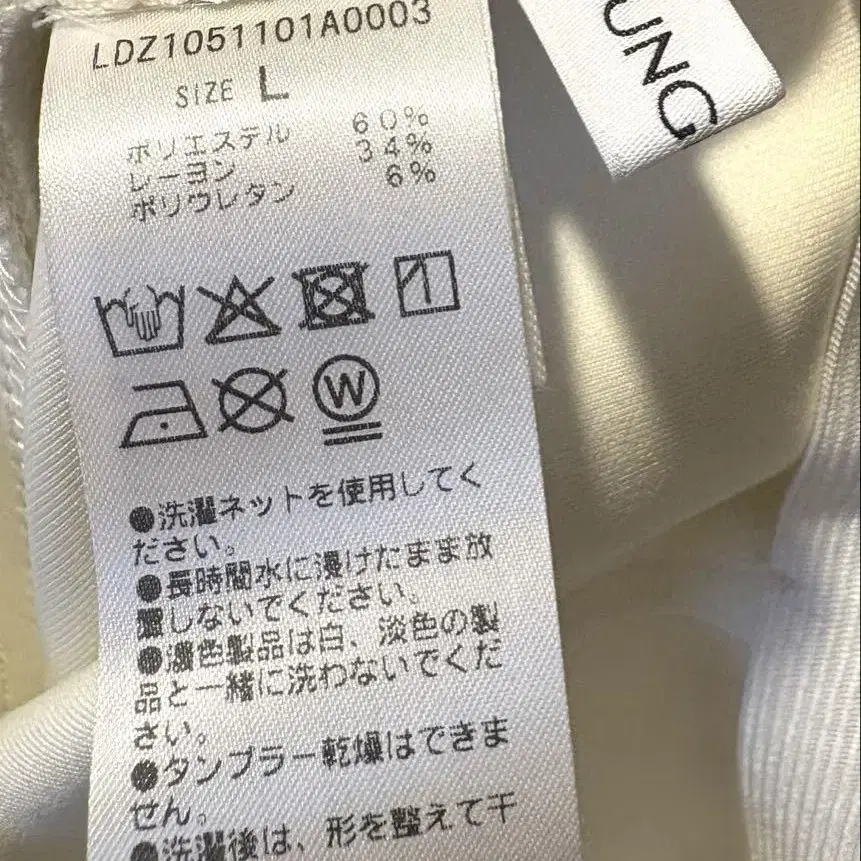 LDZ1051101A0003
SIZE L
ポリエステル 60%
レーヨン 34%
ポリウレタン 6%
W
●洗濯ネットを使用してく
ださい。
●長時間水に浸けたまま放
置しないでください。
●濃色製品は白、淡色の製
品と一緒に洗わないでくだ
さい。
●タンブラー乾燥はできま
せん。
●洗濯後は、形を整えて干
UNG